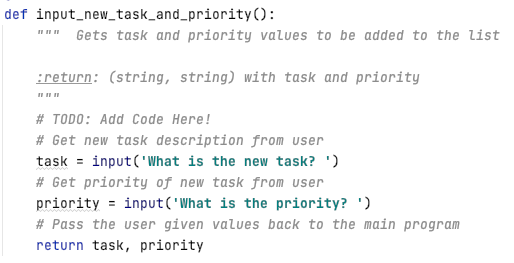 def input_new_task_and_priority():
    """  Gets task and priority values to be added to the list

    :return: (string, string) with task and priority
    """
    # TODO: Add Code Here!
    # Get new task description from user
    task = input('What is the new task? ')
    # Get priority of new task from user
    priority = input('What is the priority? ')
    # Pass the user given values back to the main program
    return task, priority